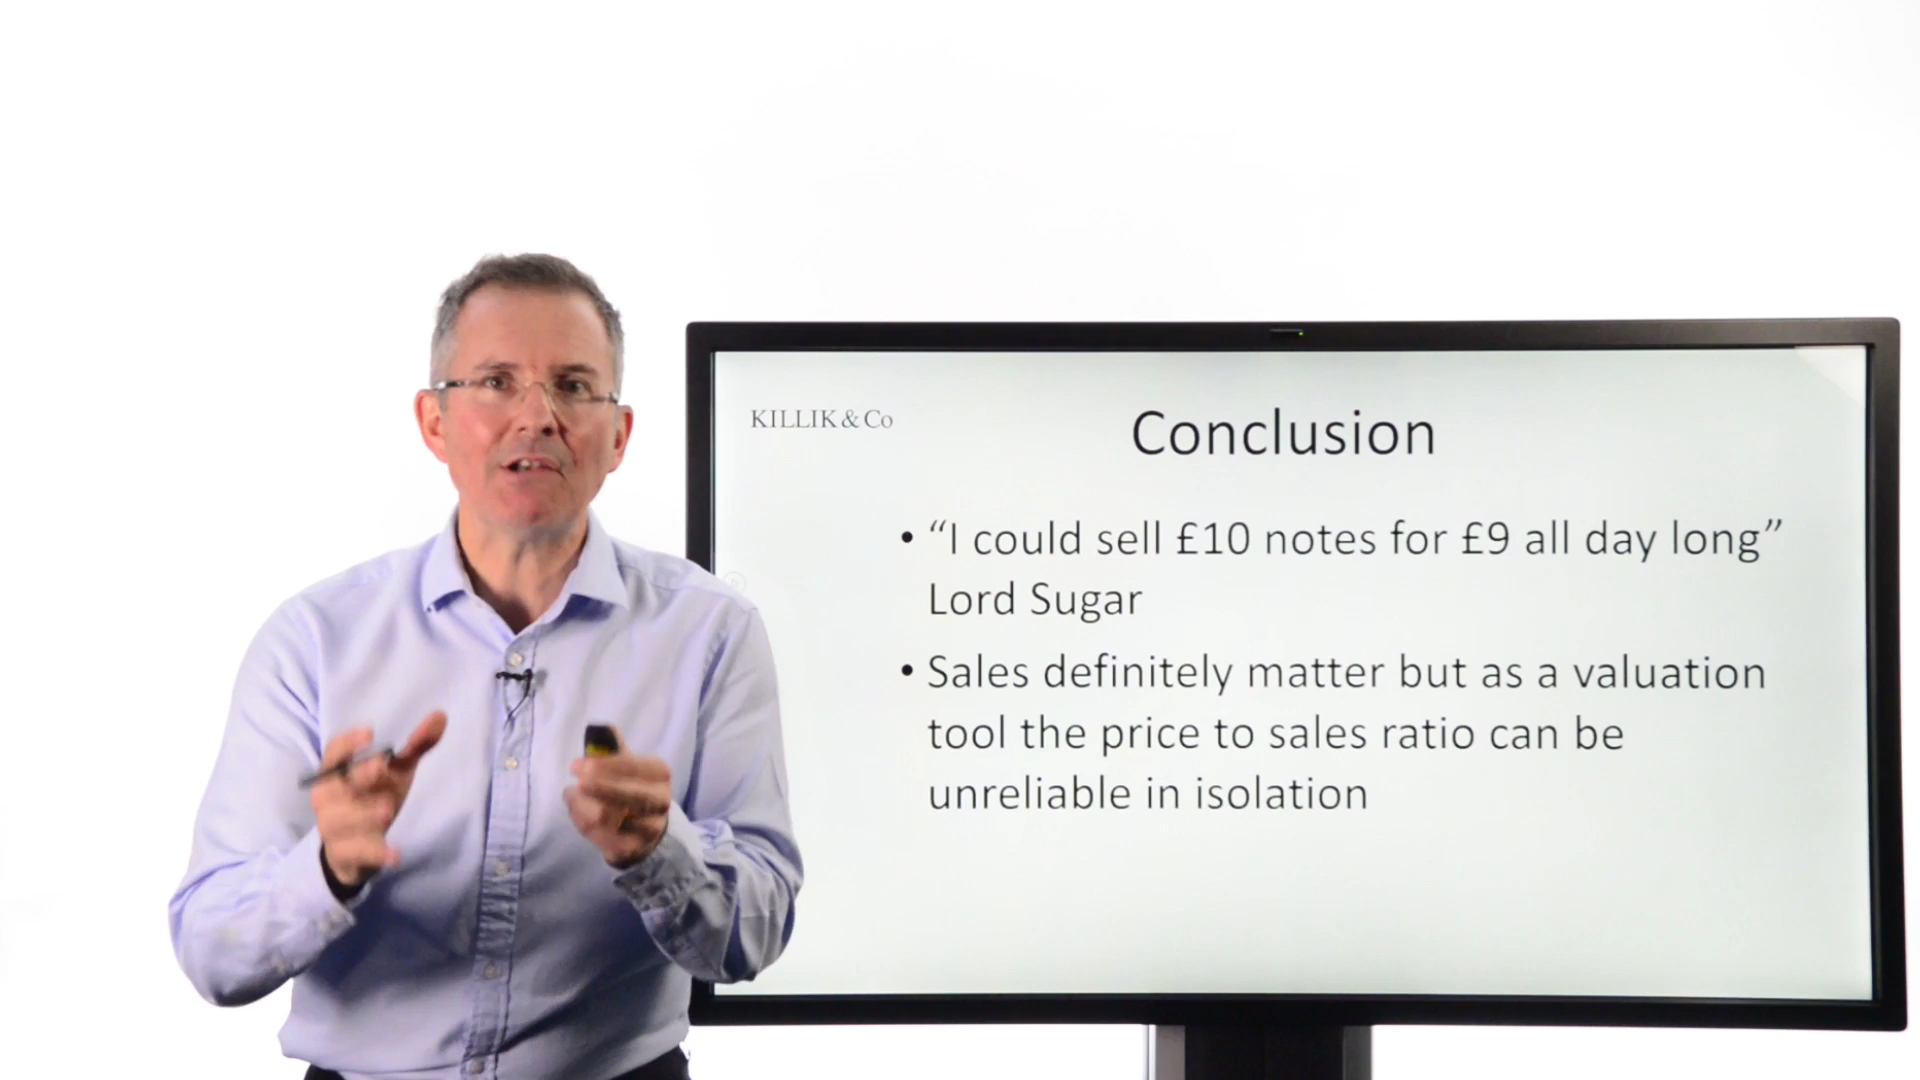 KILLIK & Co
Conclusion
• “I could sell £10 notes for £9 all day long”
Lord Sugar
• Sales definitely matter but as a valuation
tool the price to sales ratio can be
unreliable in isolation